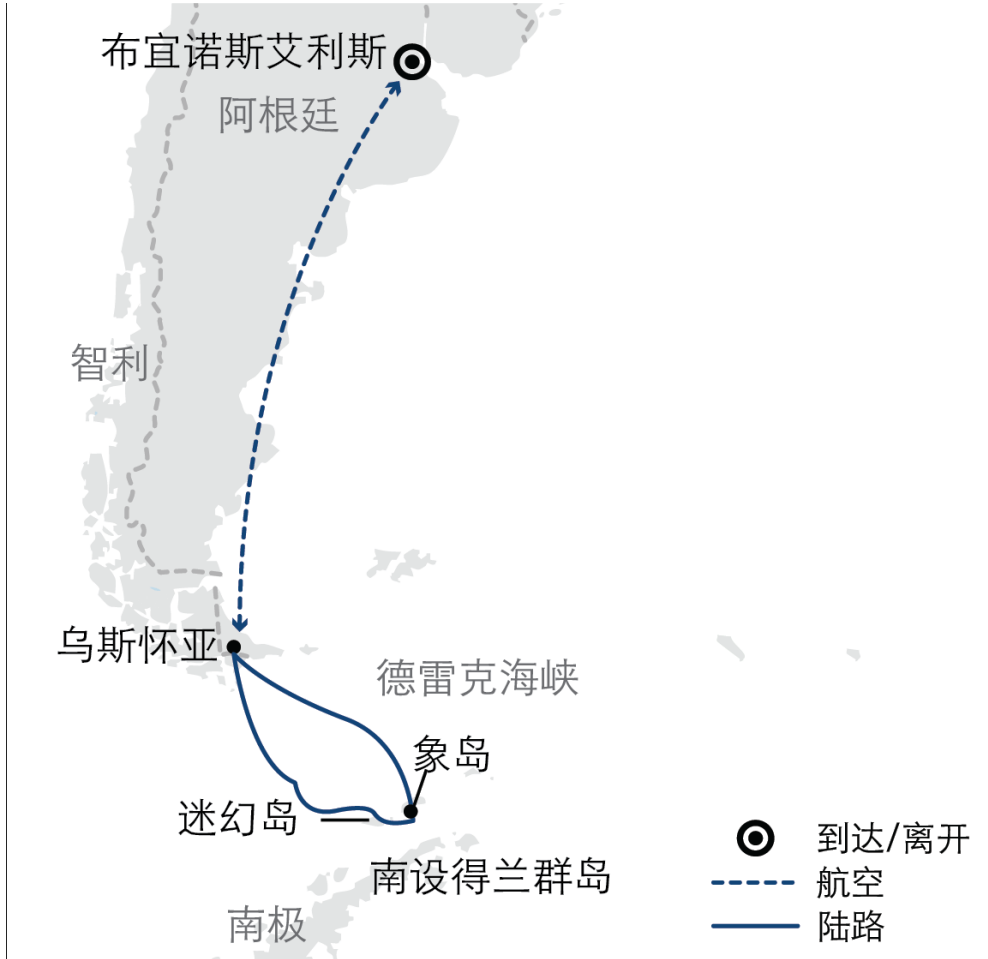 布宜诺斯艾利斯
阿根廷
智利
乌斯怀亚
德雷克海峡
象岛
迷幻岛
南设得兰群岛
南极
到达/离开
航空
陆路